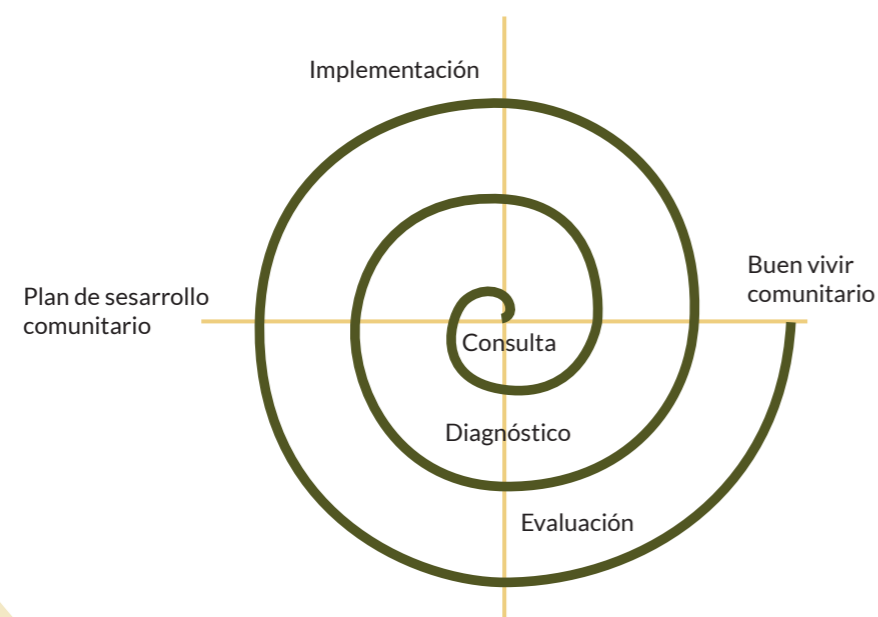 Implementación
Buen vivir
comunitario
Plan de sesarrollo
comunitario
Consulta
Diagnóstico
Evaluación